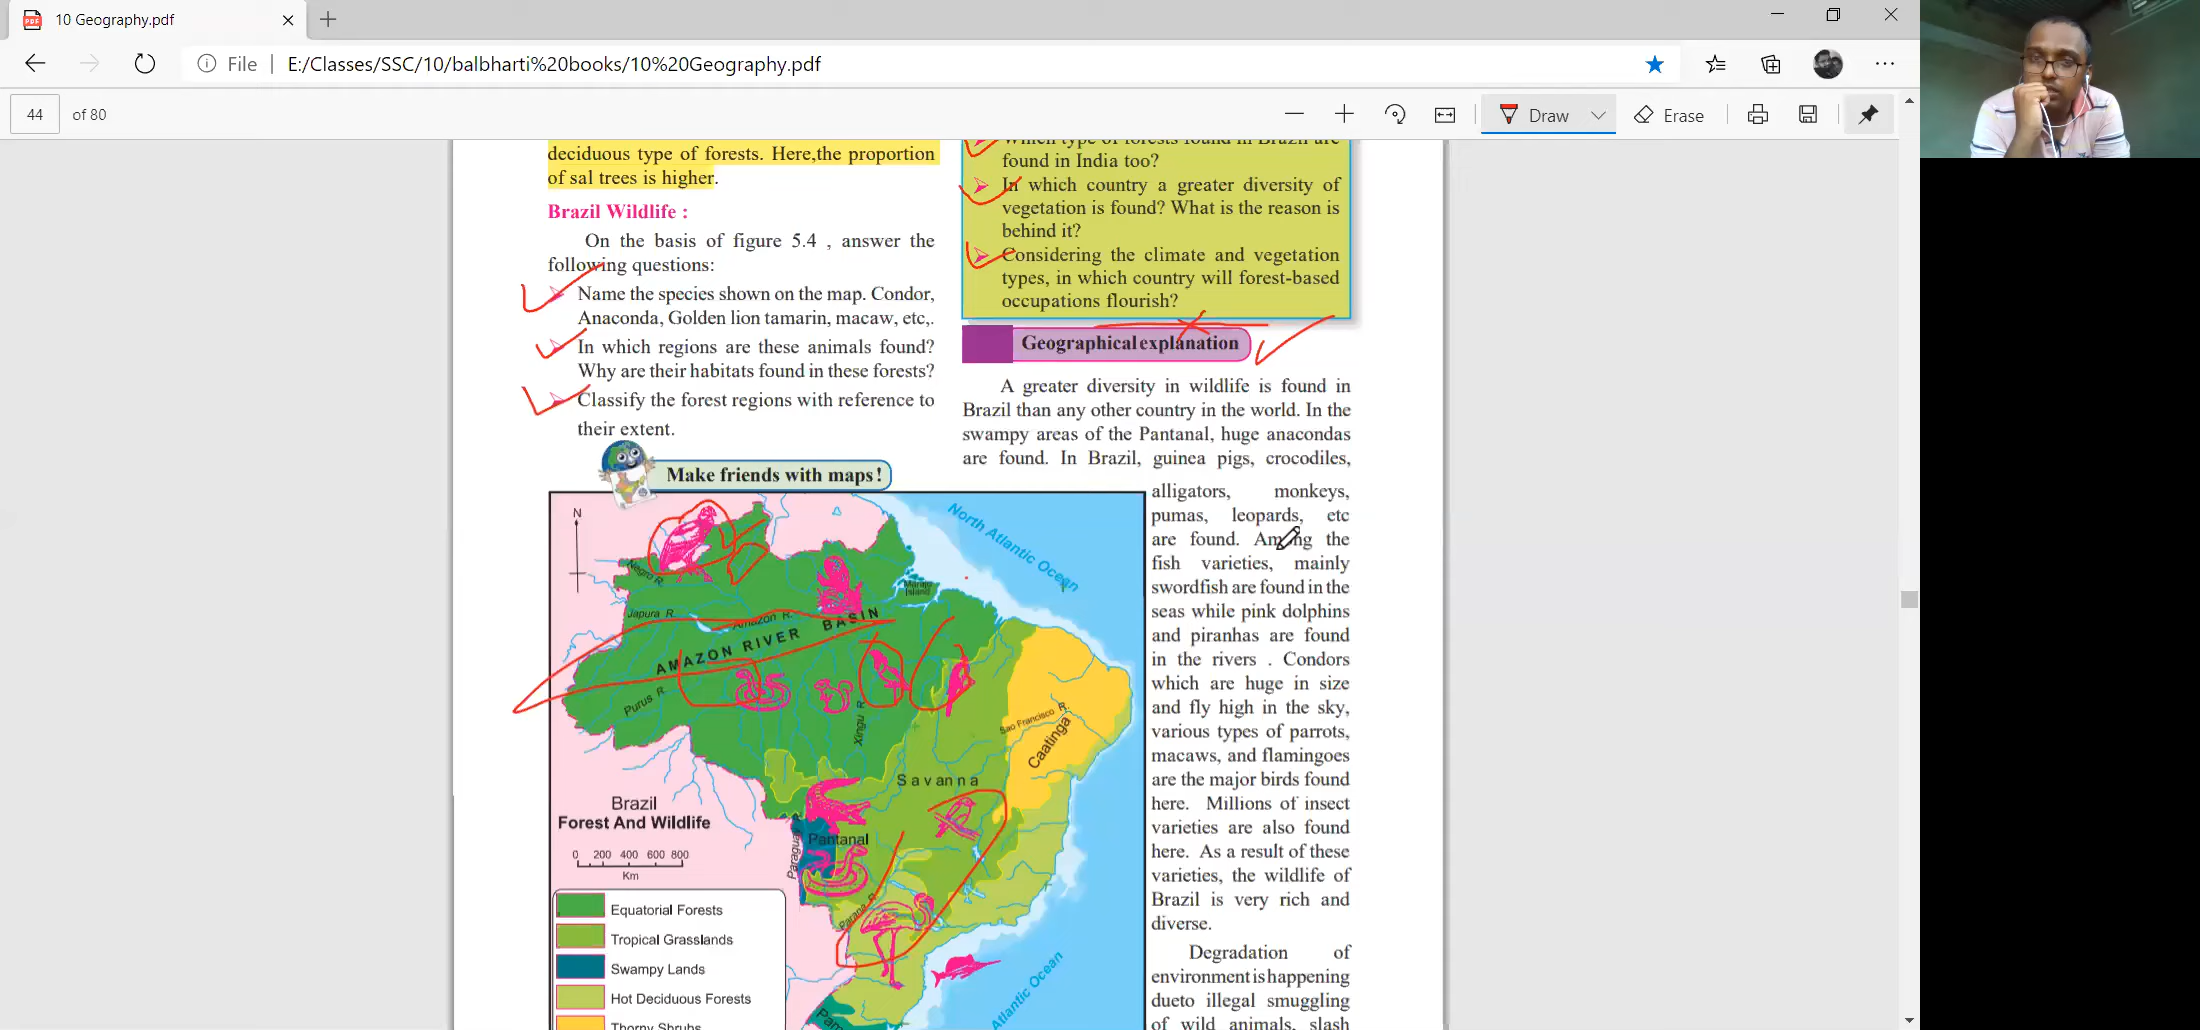 10 Geography.pdf
File
E:/Classes/SSC/10/balbharti%20books/10%20Geography.pdf
44
of 80
Draw
Erase
deciduous type of forests. Here,the proportion
of sal trees is higher.
Brazil Wildlife :
On the basis of figure 5.4 , answer the
following questions:
Name the species shown on the map. Condor,
Anaconda, Golden lion tamarin, macaw, etc,.
In which regions are these animals found?
Why are their habitats found in these forests?
Classify the forest regions with reference to
their extent.
Which type of forests found in Brazil are
found in India too?
In which country a greater diversity of
vegetation is found? What is the reason is
behind it?
Considering the climate and vegetation
types, in which country will forest-based
occupations flourish?
Geographical explanation
A greater diversity in wildlife is found in
Brazil than any other country in the world. In the
swampy areas of the Pantanal, huge anacondas
are found. In Brazil, guinea pigs, crocodiles,
alligators, monkeys,
pumas, leopards, etc
are found. Among the
fish varieties, mainly
swordfish are found in the
seas while pink dolphins
and piranhas are found
in the rivers . Condors
which are huge in size
and fly high in the sky,
various types of parrots,
macaws, and flamingoes
are the major birds found
here. Millions of insect
varieties are also found
here. As a result of these
varieties, the wildlife of
Brazil is very rich and
diverse.
Degradation of
environment is happening
dueto illegal smuggling
of wild animals, slash
Make friends with maps!
N
North Atlantic Ocean
Negro R.
Marajo
Island
Japura R.
Amazon R.
AMAZON RIVER BASIN
Purus R.
Xingu R.
Sao Francisco R.
Caatinga
Savanna
Brazil
Forest And Wildlife
0 200 400 600 800
Km
Pantanal
Paragua
Parana R.
Atlantic Ocean
Equatorial Forests
Tropical Grasslands
Swampy Lands
Hot Deciduous Forests
Thorny Shrubs
Pam